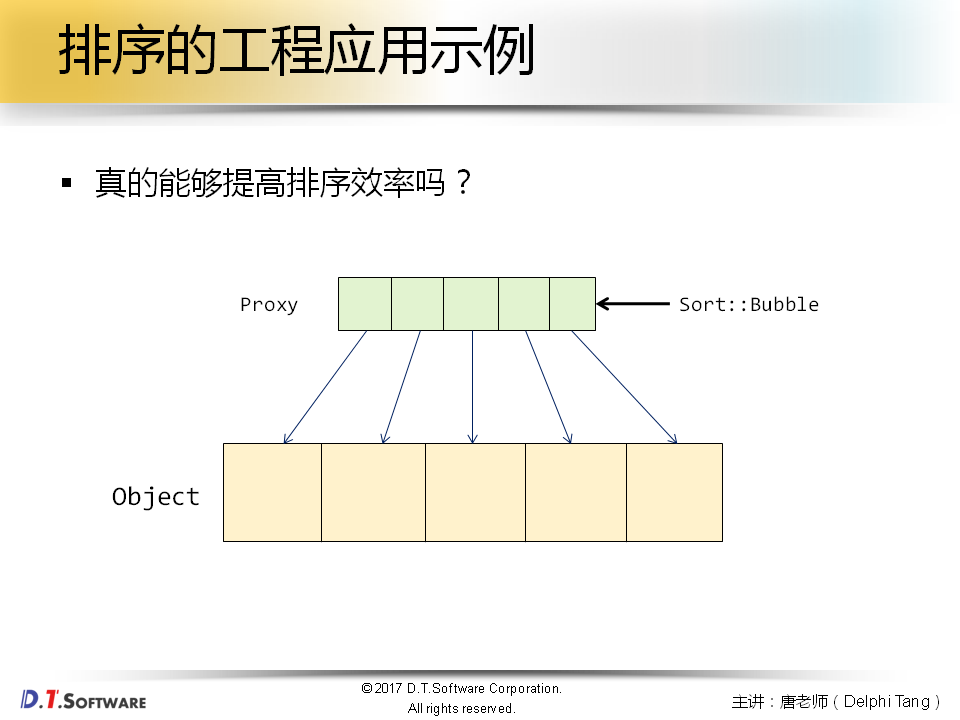 排序的工程应用示例
▪ 真的能够提高排序效率吗？
Proxy
Sort::Bubble
Object
D.T.SOFTWARE
©2017 D.T.Software Corporation.
All rights reserved.
主讲：唐老师（Delphi Tang）